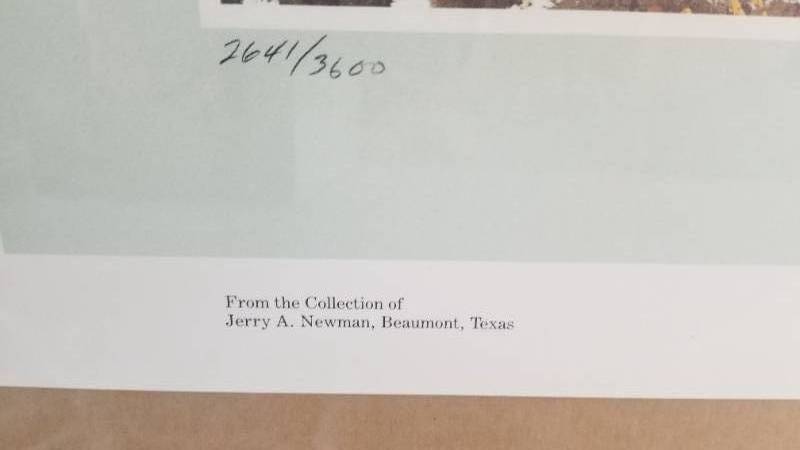 2641/3600
From the Collection of
Jerry A. Newman, Beaumont, Texas